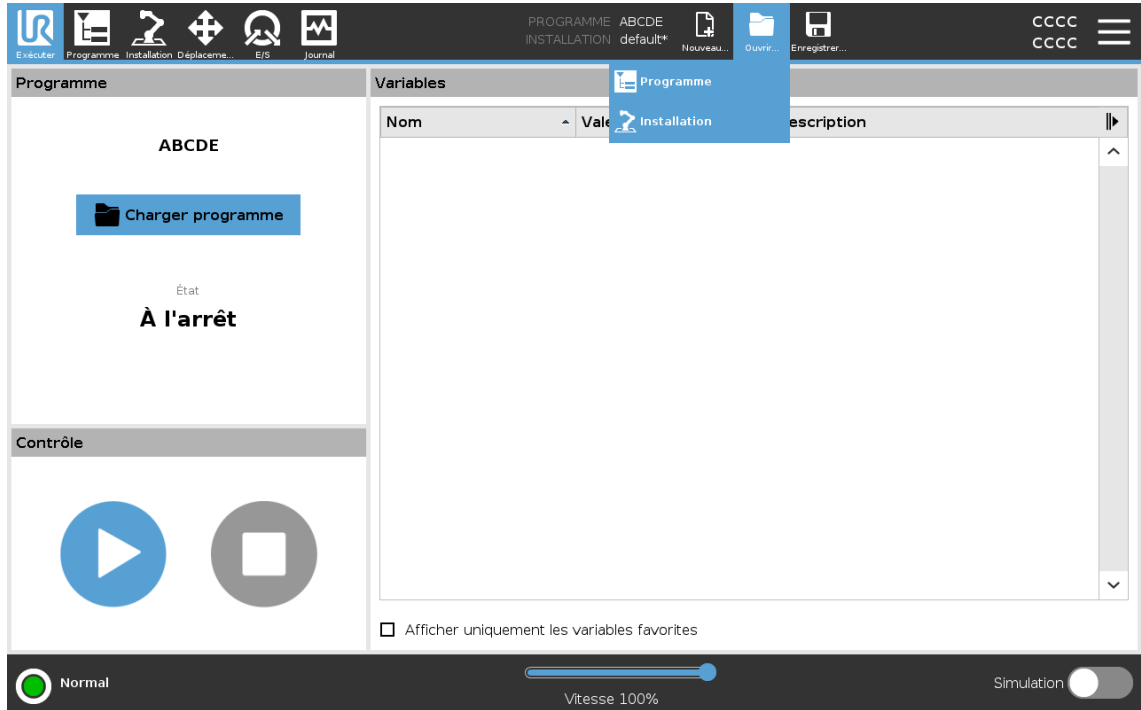 PROGRAMME ABCDE
INSTALLATION default*
CCCC
CCCC
Exécuter Programme Installation Déplaceme... E/S Journal Nouveau... Ouvrir... Enregistrer...
Programme
Installation
Programme
ABCDE
Charger programme
État
À l'arrêt
Contrôle
Variables
Nom Vale escription
Afficher uniquement les variables favorites
Normal
Vitesse 100%
Simulation